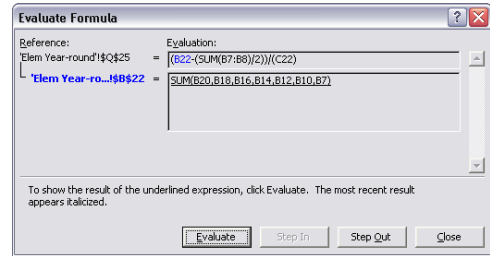 Evaluate Formula
Reference: Evaluation:
'Elem Year-round'!$Q$25 = (B22-(SUM(B7:B8)/2))/(C22)
'Elem Year-ro...!$B$22 = SUM(B20,B18,B16,B14,B12,B10,B7)
To show the result of the underlined expression, click Evaluate. The most recent result
appears italicized.
Evaluate Step In Step Out Close